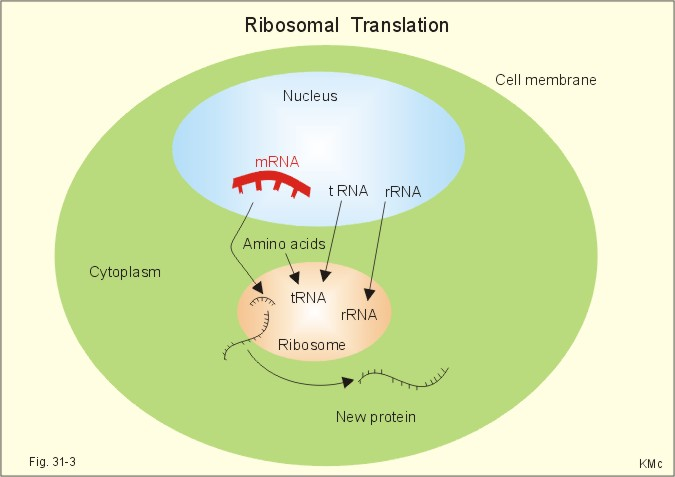 Ribosomal Translation
Cell membrane
Nucleus
mRNA
t RNA
rRNA
Amino acids
Cytoplasm
tRNA
rRNA
Ribosome
New protein
Fig. 31-3
KMc